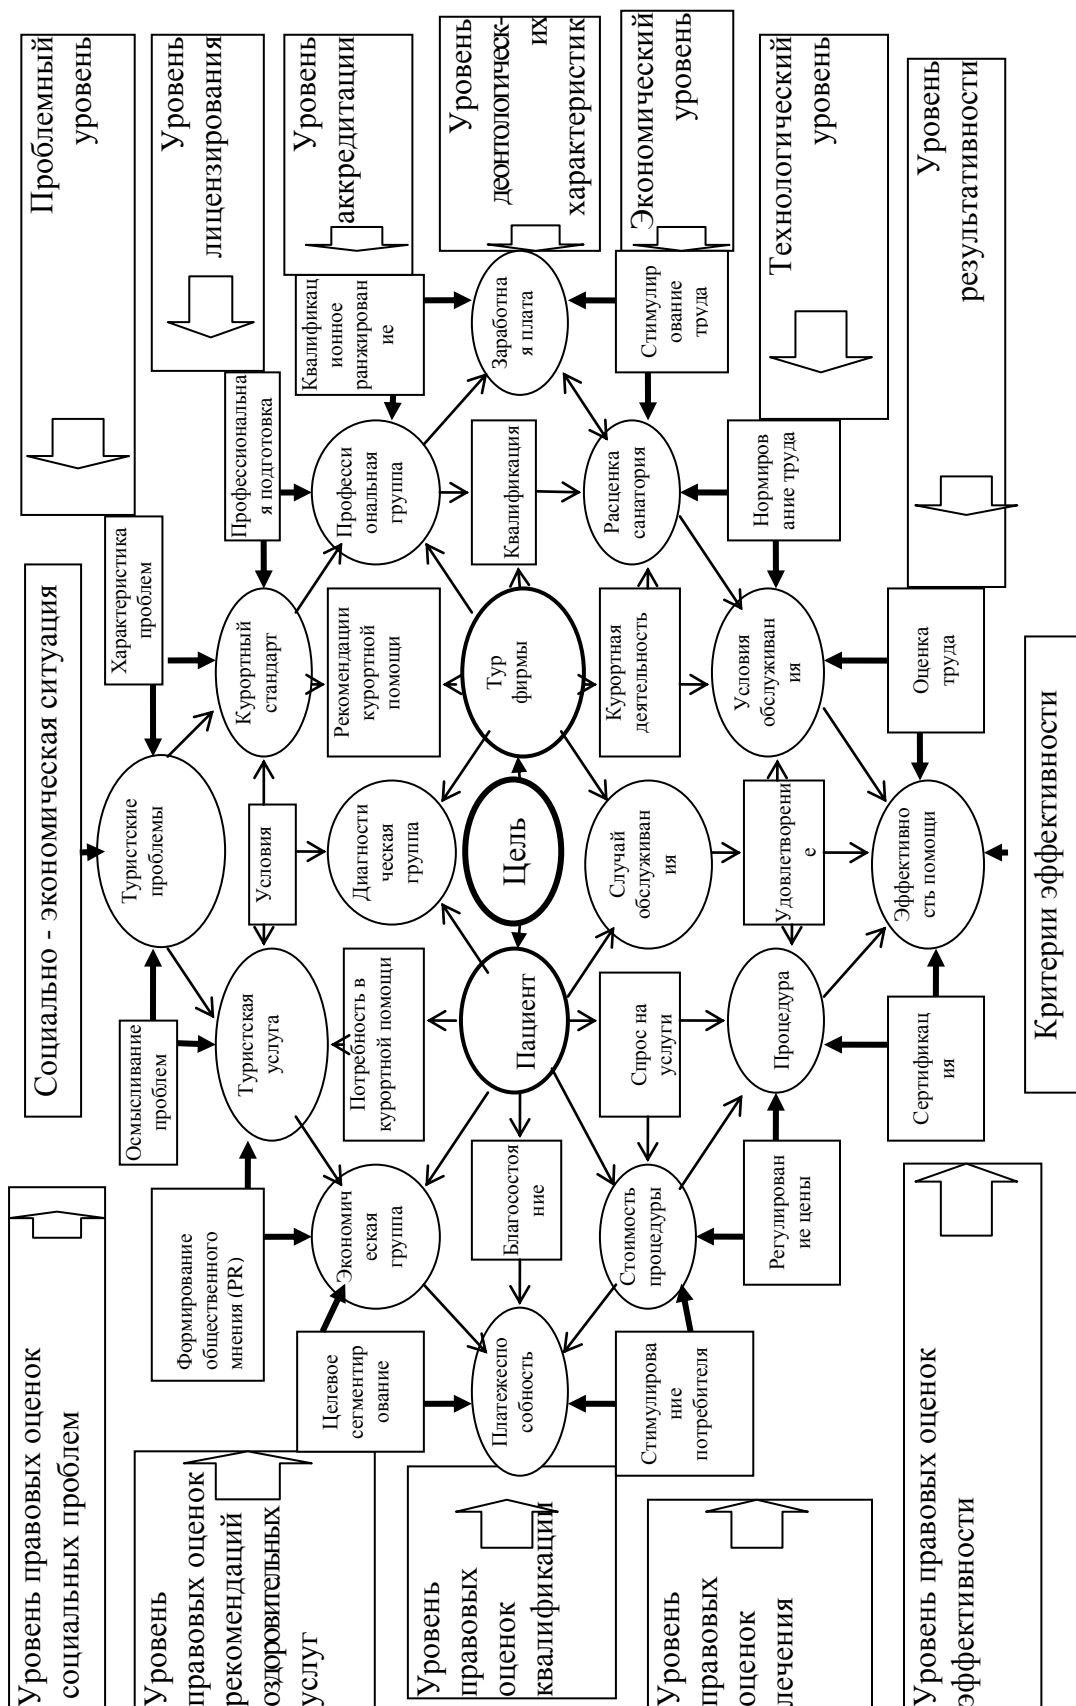 Уровень правовых оценок
социальных проблем
Социально - экономическая ситуация
Проблемный
уровень
Уровень
правовых оценок
рекомендаций
оздоровительных
услуг
Уровень
лицензирования
Уровень
аккредитации
Уровень
правовых
оценок
квалификации
Уровень
деонтологическ-
их
характеристик
Экономический
уровень
Уровень
правовых
оценок
лечения
Технологический
уровень
Уровень правовых оценок
эффективности
Уровень
результативности
Критерии эффективности
Осмысливание
проблем
Туристские
проблемы
Характеристика
проблем
Формирование
общественного
мнения (PR)
Туристская
услуга
Условия
Курортный
стандарт
Профессиональна
я подготовка
Целевое
сегментир
ование
Экономич
еская
группа
Потребность в
курортной помощи
Диагности
ческая
группа
Рекомендации
курортной
помощи
Професси
ональная
группа
Квалификац
ионное
ранжирован
ие
Платежеспо
собность
Благосостоя
ние
Пациент
Цель
Тур
фирмы
Квалификация
Заработна
я плата
Стимулирова
ние
потребителя
Стоимость
процедуры
Спрос на
услуги
Случай
обслуживан
ия
Курортная
деятельность
Расценка
санатория
Стимулир
ование
труда
Регулирован
ие цены
Процедура
Удовлетворени
е
Условия
обслуживан
ия
Нормиров
ание труда
Сертификац
ия
Эффективно
сть помощи
Оценка
труда